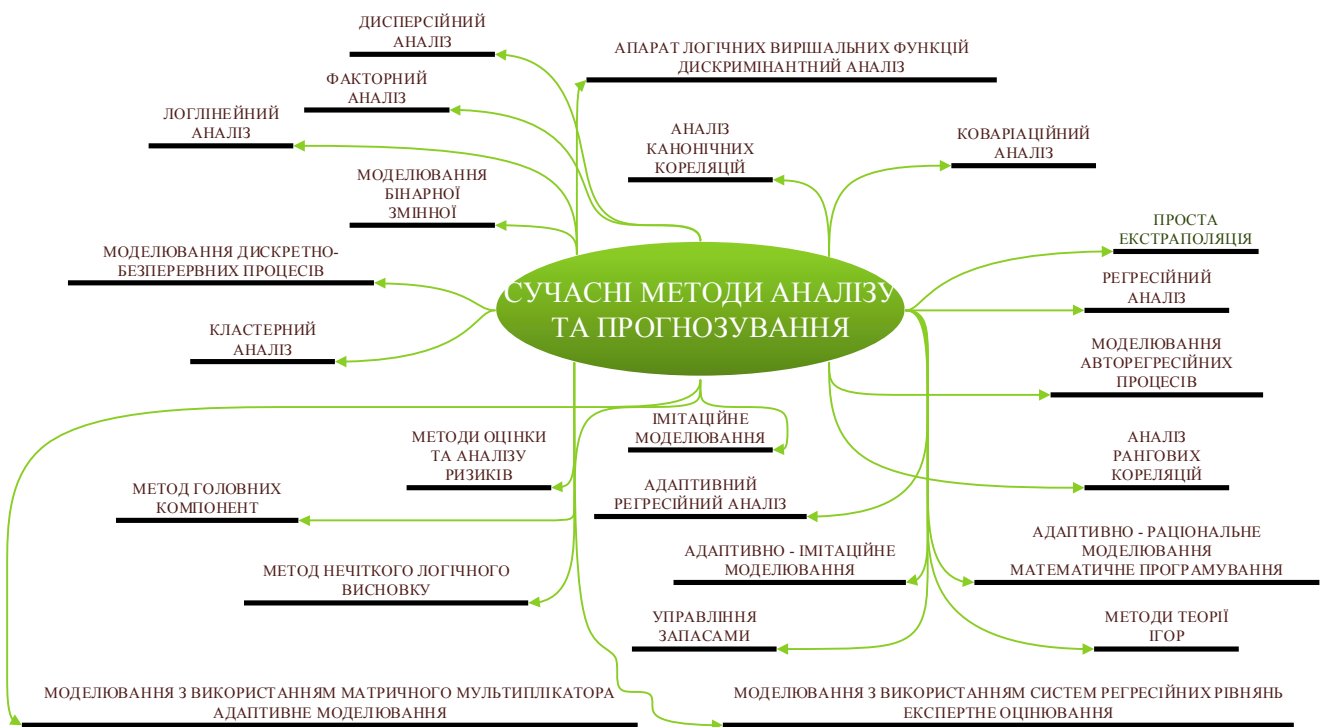 ДИСПЕРСІЙНИЙ
АНАЛІЗ
АПАРАТ ЛОГІЧНИХ ВИРІШАЛЬНИХ ФУНКЦІЙ
ДИСКРИМІНАНТНИЙ АНАЛІЗ
ФАКТОРНИЙ
АНАЛІЗ
ЛОГЛІНЕЙНИЙ
АНАЛІЗ
АНАЛІЗ
КАНОНІЧНИХ
КОРЕЛЯЦІЙ
КОВАРІАЦІЙНИЙ
АНАЛІЗ
МОДЕЛЮВАННЯ
БІНАРНОЇ
ЗМІННОЇ
ПРОСТА
ЕКСТРАПОЛЯЦІЯ
МОДЕЛЮВАННЯ ДИСКРЕТНО-
БЕЗПЕРЕРВНИХ ПРОЦЕСІВ
СУЧАСНІ МЕТОДИ АНАЛІЗУ
ТА ПРОГНОЗУВАННЯ
РЕГРЕСІЙНИЙ
АНАЛІЗ
КЛАСТЕРНИЙ
АНАЛІЗ
МОДЕЛЮВАННЯ
АВТОРЕГРЕСІЙНИХ
ПРОЦЕСІВ
ІМІТАЦІЙНЕ
МОДЕЛЮВАННЯ
МЕТОДИ ОЦІНКИ
ТА АНАЛІЗУ
РИЗИКІВ
АНАЛІЗ
РАНГОВИХ
КОРЕЛЯЦІЙ
МЕТОД ГОЛОВНИХ
КОМПОНЕНТ
АДАПТИВНИЙ
РЕГРЕСІЙНИЙ АНАЛІЗ
АДАПТИВНО - ІМІТАЦІЙНЕ
МОДЕЛЮВАННЯ
АДАПТИВНО - РАЦІОНАЛЬНЕ
МОДЕЛЮВАННЯ
МАТЕМАТИЧНЕ ПРОГРАМУВАННЯ
МЕТОД НЕЧІТКОГО ЛОГІЧНОГО
ВИСНОВКУ
УПРАВЛІННЯ
ЗАПАСАМИ
МЕТОДИ ТЕОРІЇ
ІГОР
МОДЕЛЮВАННЯ З ВИКОРИСТАННЯМ МАТРИЧНОГО МУЛЬТИПЛІКАТОРА
АДАПТИВНЕ МОДЕЛЮВАННЯ
МОДЕЛЮВАННЯ З ВИКОРИСТАННЯМ СИСТЕМ РЕГРЕСІЙНИХ РІВНЯНЬ
ЕКСПЕРТНЕ ОЦІНЮВАННЯ